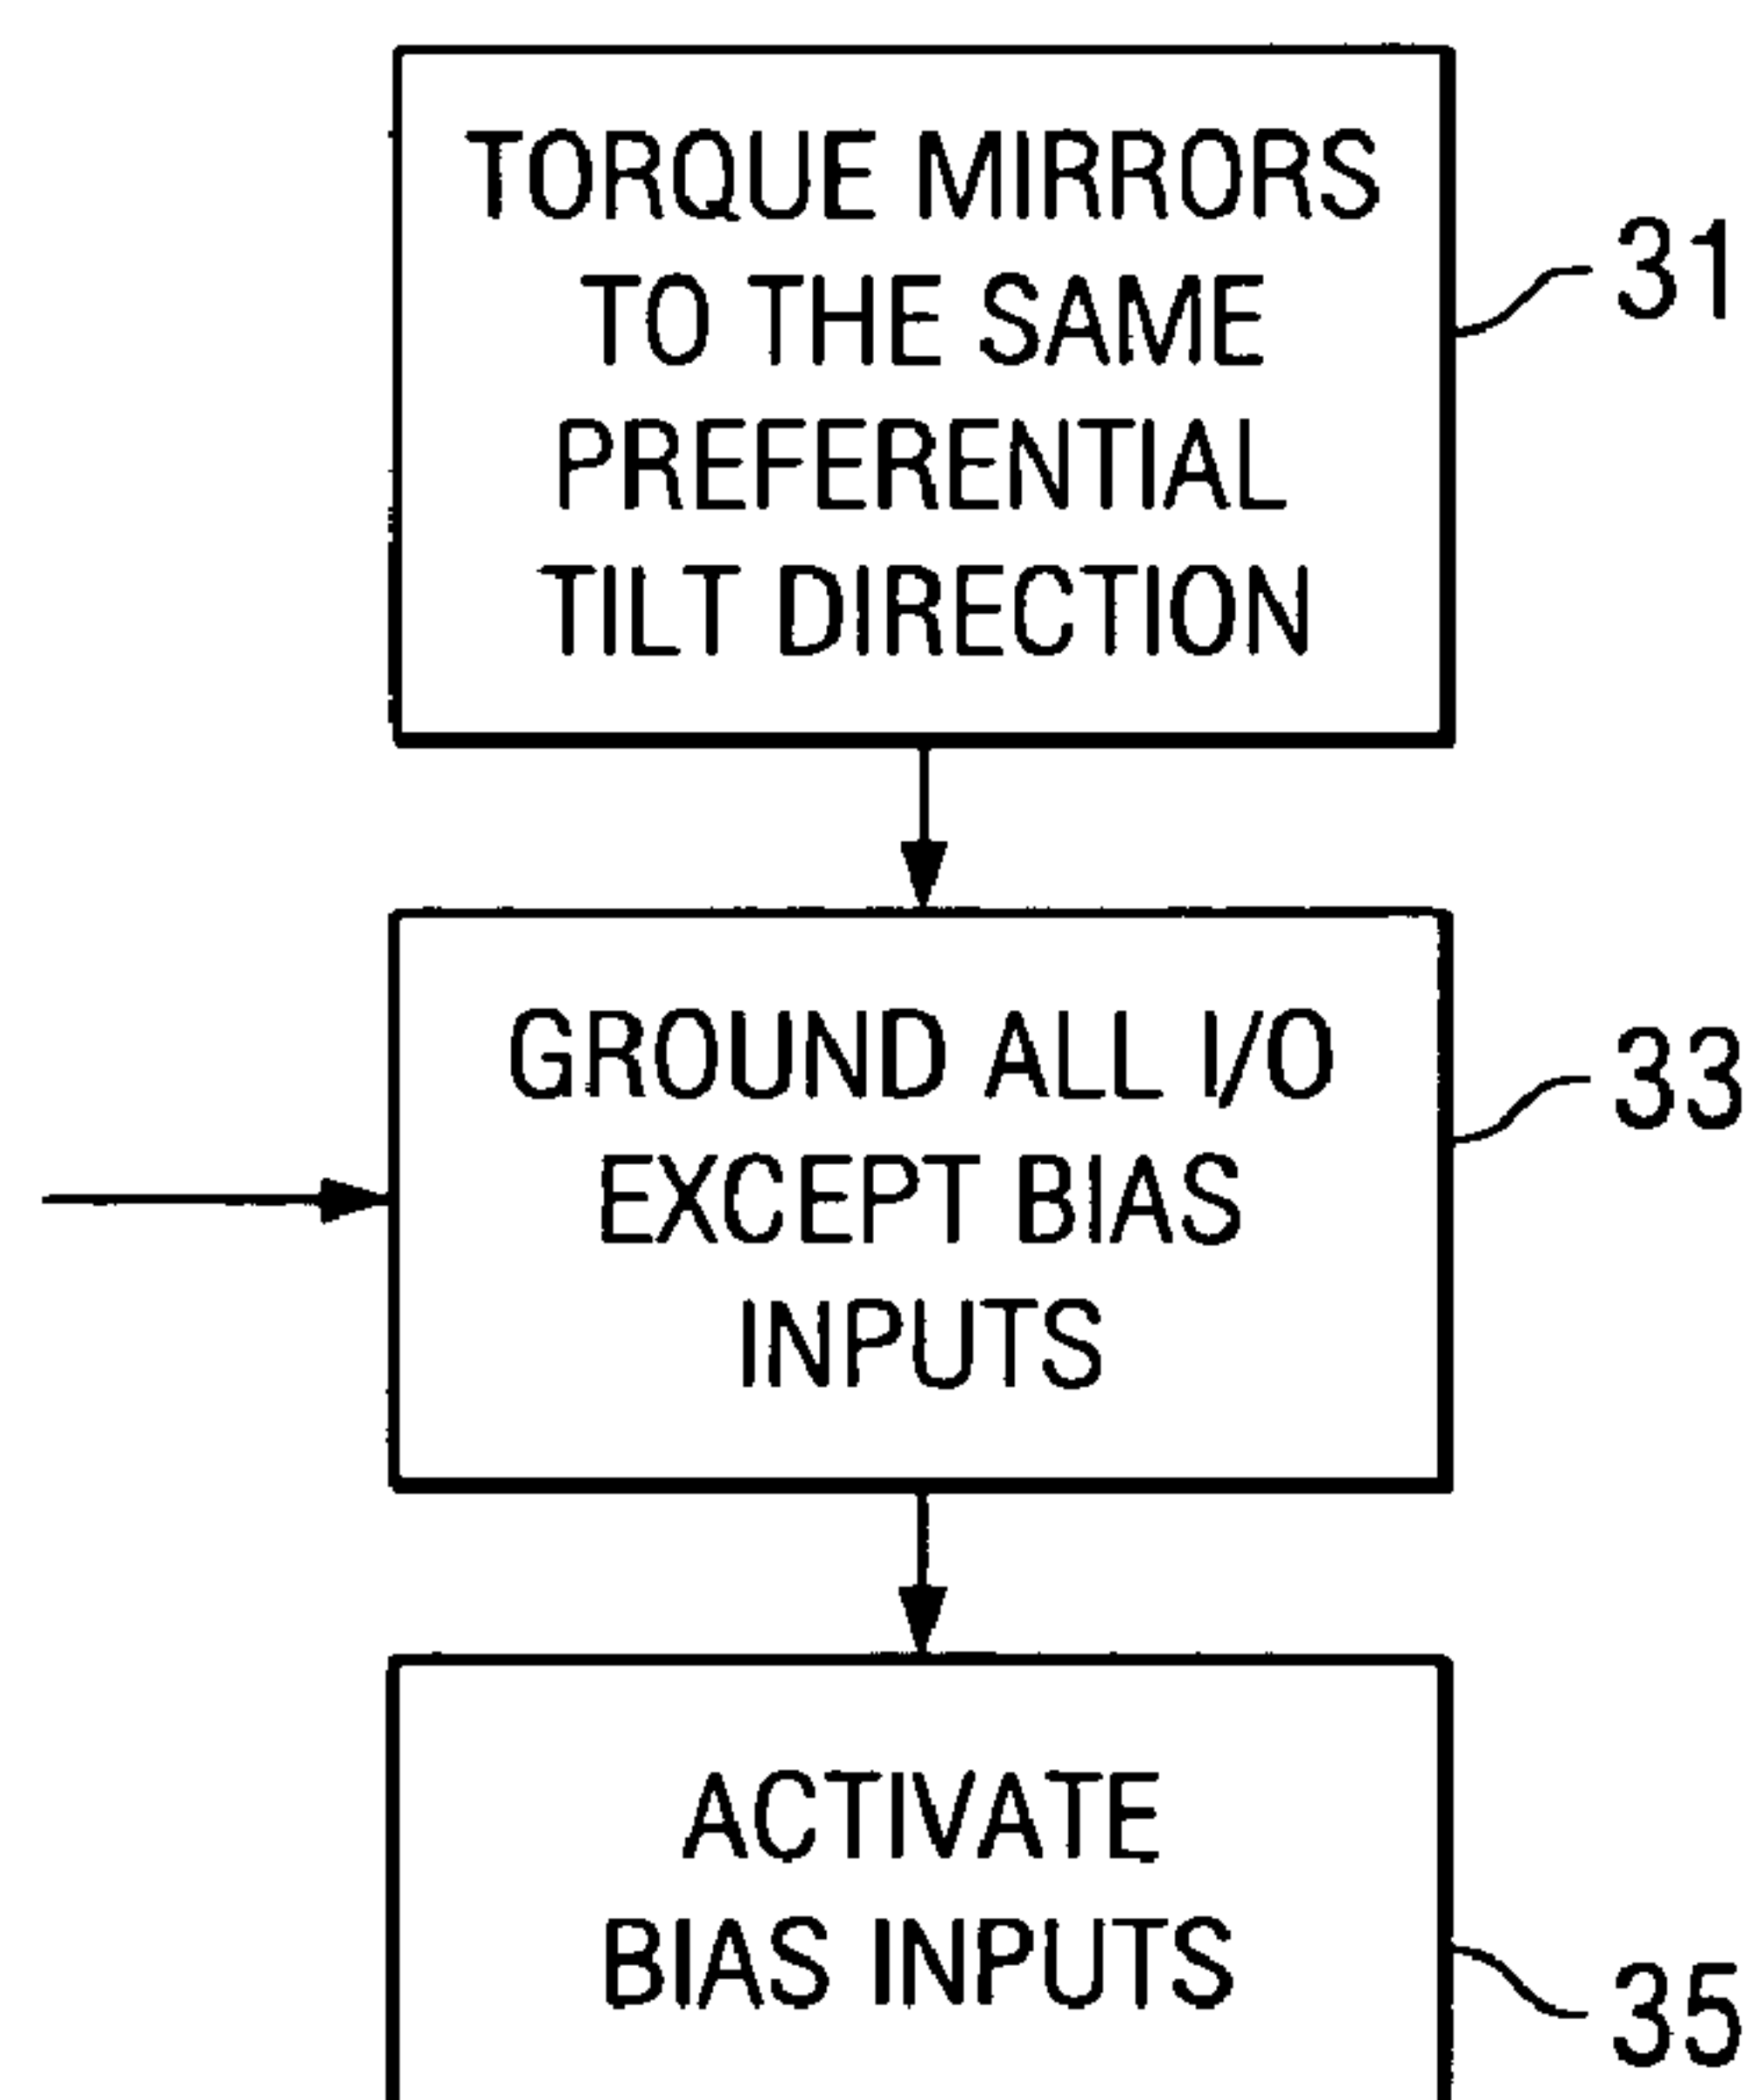 TORQUE MIRRORS
TO THE SAME
PREFERENTIAL
TILT DIRECTION
31
GROUND ALL I/O
EXCEPT BIAS
INPUTS
33
ACTIVATE
BIAS INPUTS
35